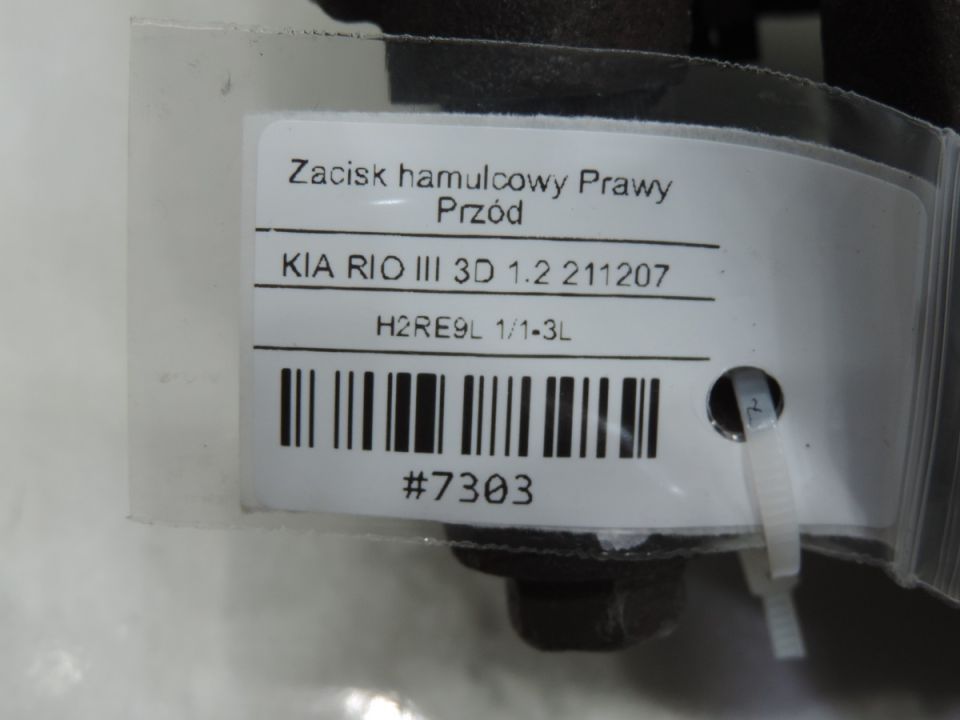 Zacisk hamulcowy Prawy
Przód
KIA RIO III 3D 1.2 211207
H2RE9L 1/1-3L
#7303